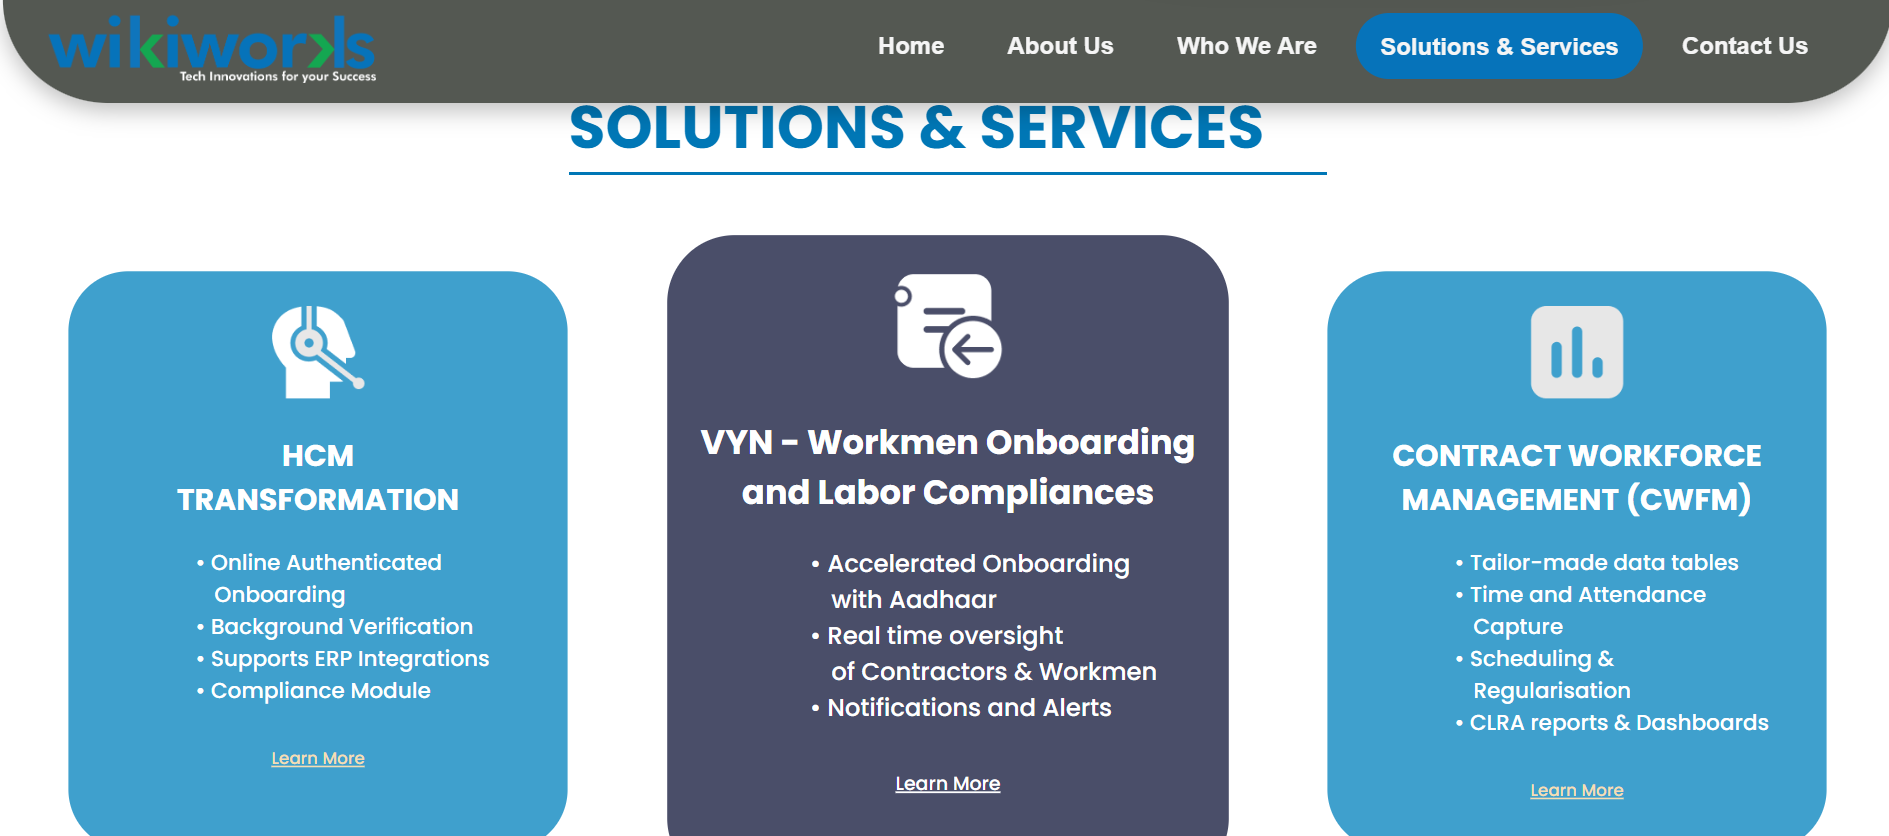 wikiworks
Tech Innovations for your Success
Home
About Us
Who We Are
Solutions & Services
Contact Us
SOLUTIONS & SERVICES
HCM
TRANSFORMATION
• Online Authenticated
Onboarding
• Background Verification
• Supports ERP Integrations
• Compliance Module
Learn More
VYN - Workmen Onboarding
and Labor Compliances
• Accelerated Onboarding
with Aadhaar
• Real time oversight
of Contractors & Workmen
• Notifications and Alerts
Learn More
CONTRACT WORKFORCE
MANAGEMENT (CWFM)
• Tailor-made data tables
• Time and Attendance
Capture
• Scheduling &
Regularisation
• CLRA reports & Dashboards
Learn More